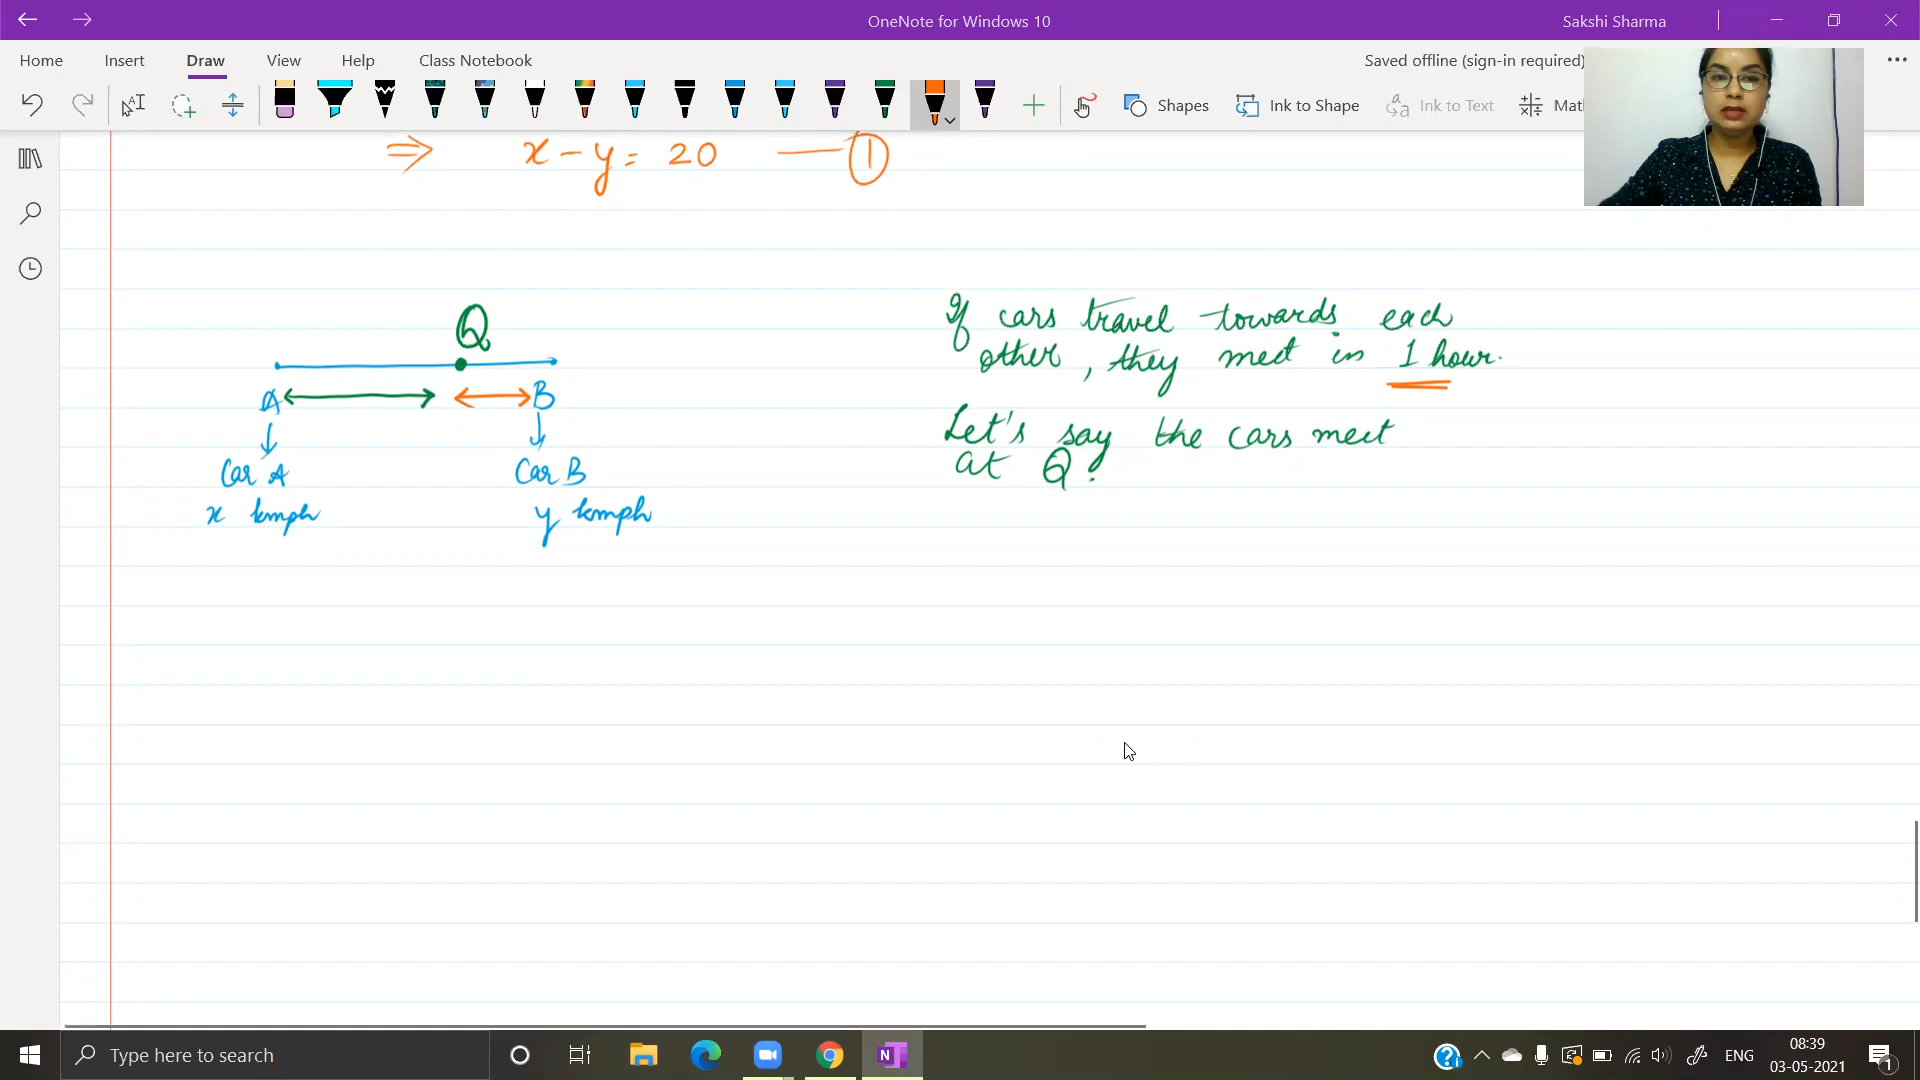 OneNote for Windows 10
Sakshi Sharma
Home Insert Draw View Help Class Notebook
Saved offline (sign-in required)
Shapes Ink to Shape Ink to Text Mat
⇒ x - y = 20 — ①
Q
A B
Car A Car B
x kmph y kmph
If cars travel towards each
other, they meet in 1 hour.
Let's say the cars meet
at Q.
Type here to search
ENG
08:39
03-05-2021
1